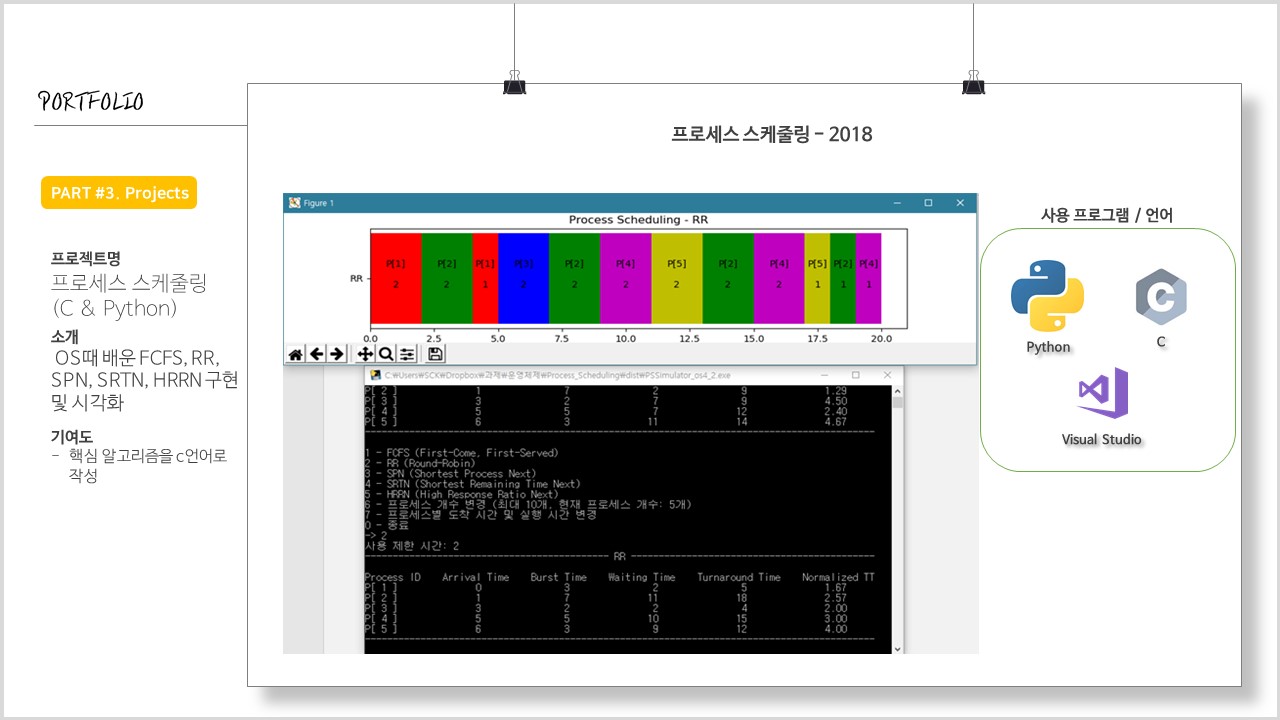 PORTFOLIO
PART #3. Projects
프로젝트명
프로세스 스케줄링
(C & Python)
소개
OS때 배운 FCFS, RR,
SPN, SRTN, HRRN 구현
및 시각화
기여도
- 핵심 알고리즘을 c언어로
작성
프로세스 스케줄링 – 2018
Figure 1
Process Scheduling - RR
P[1] P[2] P[1] P[3] P[2] P[4] P[5] P[2] P[4] P[5] P[2] P[4]
RR
2 2 1 2 2 2 2 2 2 1 1 1
0.0 2.5 5.0 7.5 10.0 12.5 15.0 17.5 20.0
C:₩Users₩SCK₩Dropbox₩과제₩운영체제₩Process_Scheduling₩dist₩PSSimulator_os4_2.exe
P[ 2 ] 1 7 2 9 1.29
P[ 3 ] 3 2 7 9 4.50
P[ 4 ] 5 5 7 12 2.40
P[ 5 ] 6 3 11 14 4.67
1 - FCFS (First-Come, First-Served)
2 - RR (Round-Robin)
3 - SPN (Shortest Process Next)
4 - SRTN (Shortest Remaining Time Next)
5 - HRRN (High Response Ratio Next)
6 - 프로세스 개수 변경 (최대 10개, 현재 프로세스 개수: 5개)
7 - 프로세스별 도착 시간 및 실행 시간 변경
0 - 종료
-> 2
사용 제한 시간: 2
RR
Process ID Arrival Time Burst Time Waiting Time Turnaround Time Normalized TT
P[ 1 ] 0 3 2 5 1.67
P[ 2 ] 1 7 11 18 2.57
P[ 3 ] 3 2 2 4 2.00
P[ 4 ] 5 5 10 15 3.00
P[ 5 ] 6 3 9 12 4.00
사용 프로그램 / 언어
Python
C
C
Visual Studio